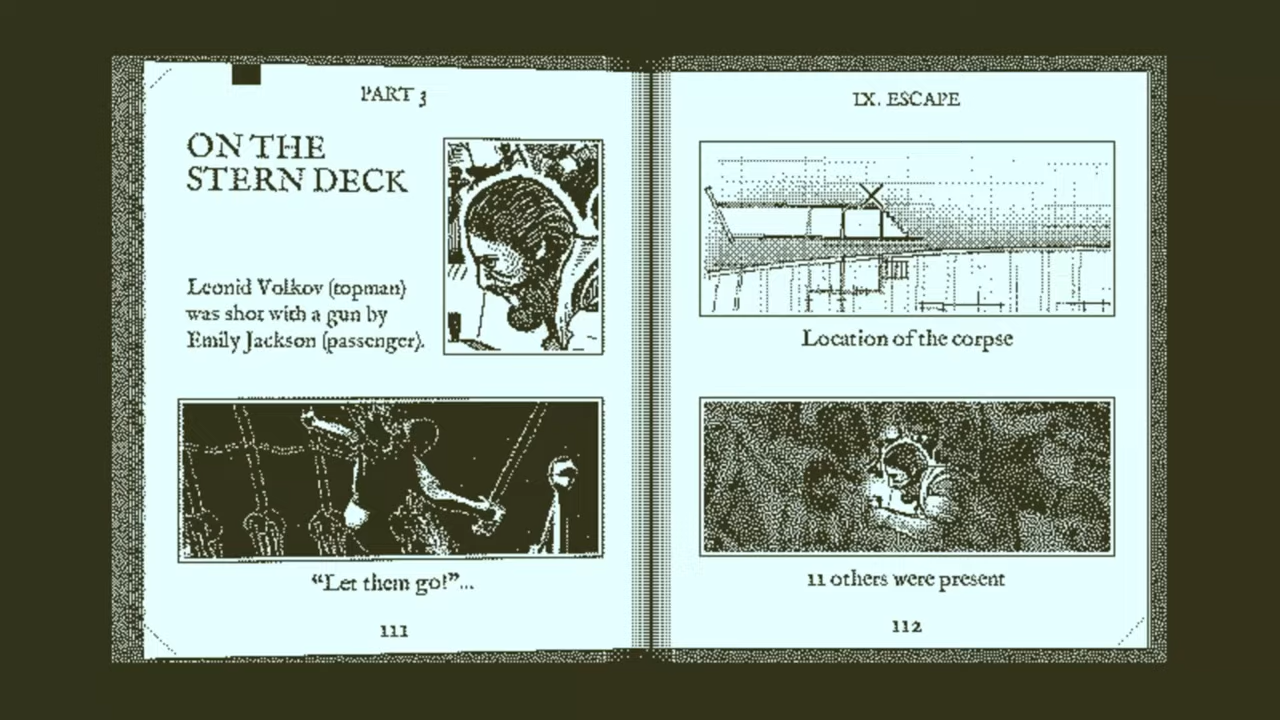 PART 3
ON THE
STERN DECK
Leonid Volkov (topman)
was shot with a gun by
Emily Jackson (passenger).
“Let them go!”...
111
IX. ESCAPE
Location of the corpse
11 others were present
112